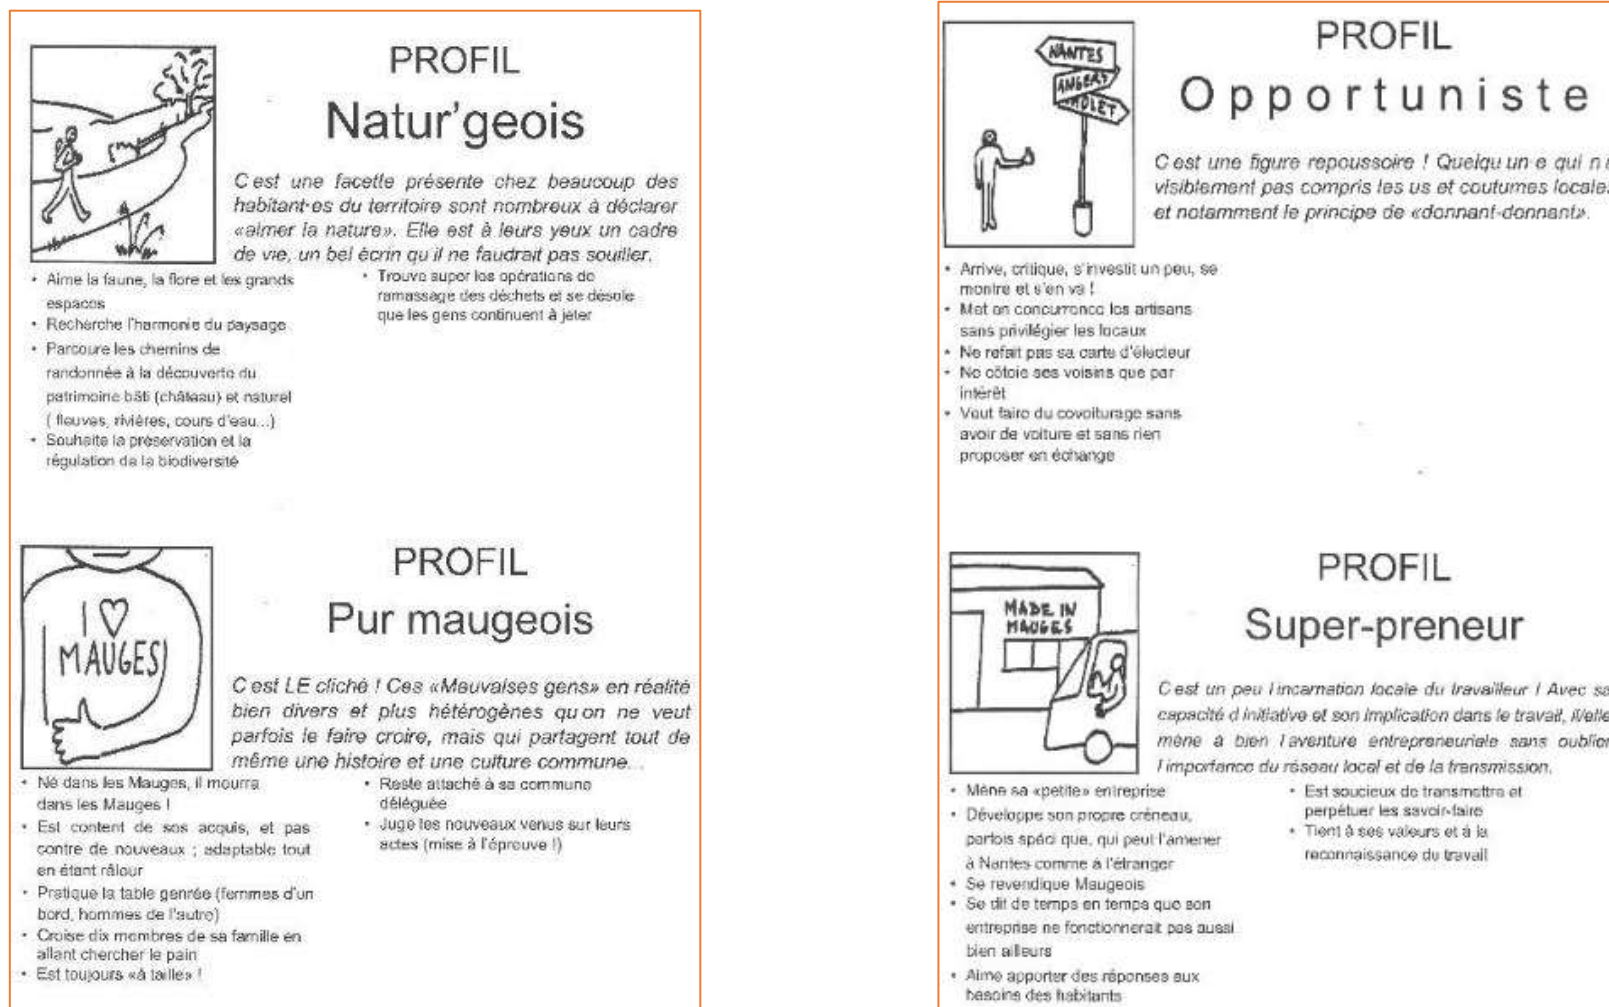 PROFIL
Natur'geois
C est une facette présente chez beaucoup des
habitant·es du territoire sont nombreux à déclarer
«aimer la nature». Elle est à leurs yeux un cadre
de vie, un bel écrin qu il ne faudrait pas souiller.
• Aime la faune, la flore et les grands
espaces
• Recherche l'harmonie du paysage
• Parcoure les chemins de
randonnée à la découverte du
patrimoine bâti (château) et naturel
( fleuves, rivières, cours d'eau...)
• Souhaite la préservation et la
régulation de la biodiversité
• Trouve super les opérations de
ramassage des déchets et se désole
que les gens continuent à jeter
I ♡
MAUGES
PROFIL
Pur maugeois
C est LE cliché ! Ces «Mauvaises gens» en réalité
bien divers et plus hétérogènes qu on ne veut
parfois le faire croire, mais qui partagent tout de
même une histoire et une culture commune...
• Né dans les Mauges, il mourra
dans les Mauges !
• Est content de ses acquis, et pas
contre de nouveaux ; adaptable tout
en étant râleur
• Pratique la table genrée (femmes d'un
bord, hommes de l'autre)
• Croise dix membres de sa famille en
allant chercher le pain
• Est toujours «à taille» !
• Reste attaché à sa commune
déléguée
• Juge les nouveaux venus sur leurs
actes (mise à l'épreuve !)
NANTES
ANGERS
HOLET
PROFIL
Opportuniste
C est une figure repoussoire ! Quelqu un·e qui n
visiblement pas compris les us et coutumes locale
et notamment le principe de «donnant-donnant».
• Arrive, critique, s'investit un peu, se
montre et s'en va !
• Met en concurrence les artisans
sans privilégier les locaux
• Ne refait pas sa carte d'électeur
• Ne côtoie ses voisins que par
intérêt
• Veut faire du covoiturage sans
avoir de voiture et sans rien
proposer en échange
MADE IN
MAUGES
PROFIL
Super-preneur
C est un peu l incarnation locale du travailleur ! Avec sa
capacité d initiative et son implication dans le travail, il/elle
mène à bien l aventure entrepreneuriale sans oublier
l importance du réseau local et de la transmission.
• Mène sa «petite» entreprise
• Développe son propre créneau,
parfois spéci que, qui peut l'amener
à Nantes comme à l'étranger
• Se revendique Maugeois
• Se dit de temps en temps que son
entreprise ne fonctionnerait pas aussi
bien ailleurs
• Aime apporter des réponses aux
besoins des habitants
• Est soucieux de transmettre et
perpétuer les savoir-faire
• Tient à ses valeurs et à la
reconnaissance du travail